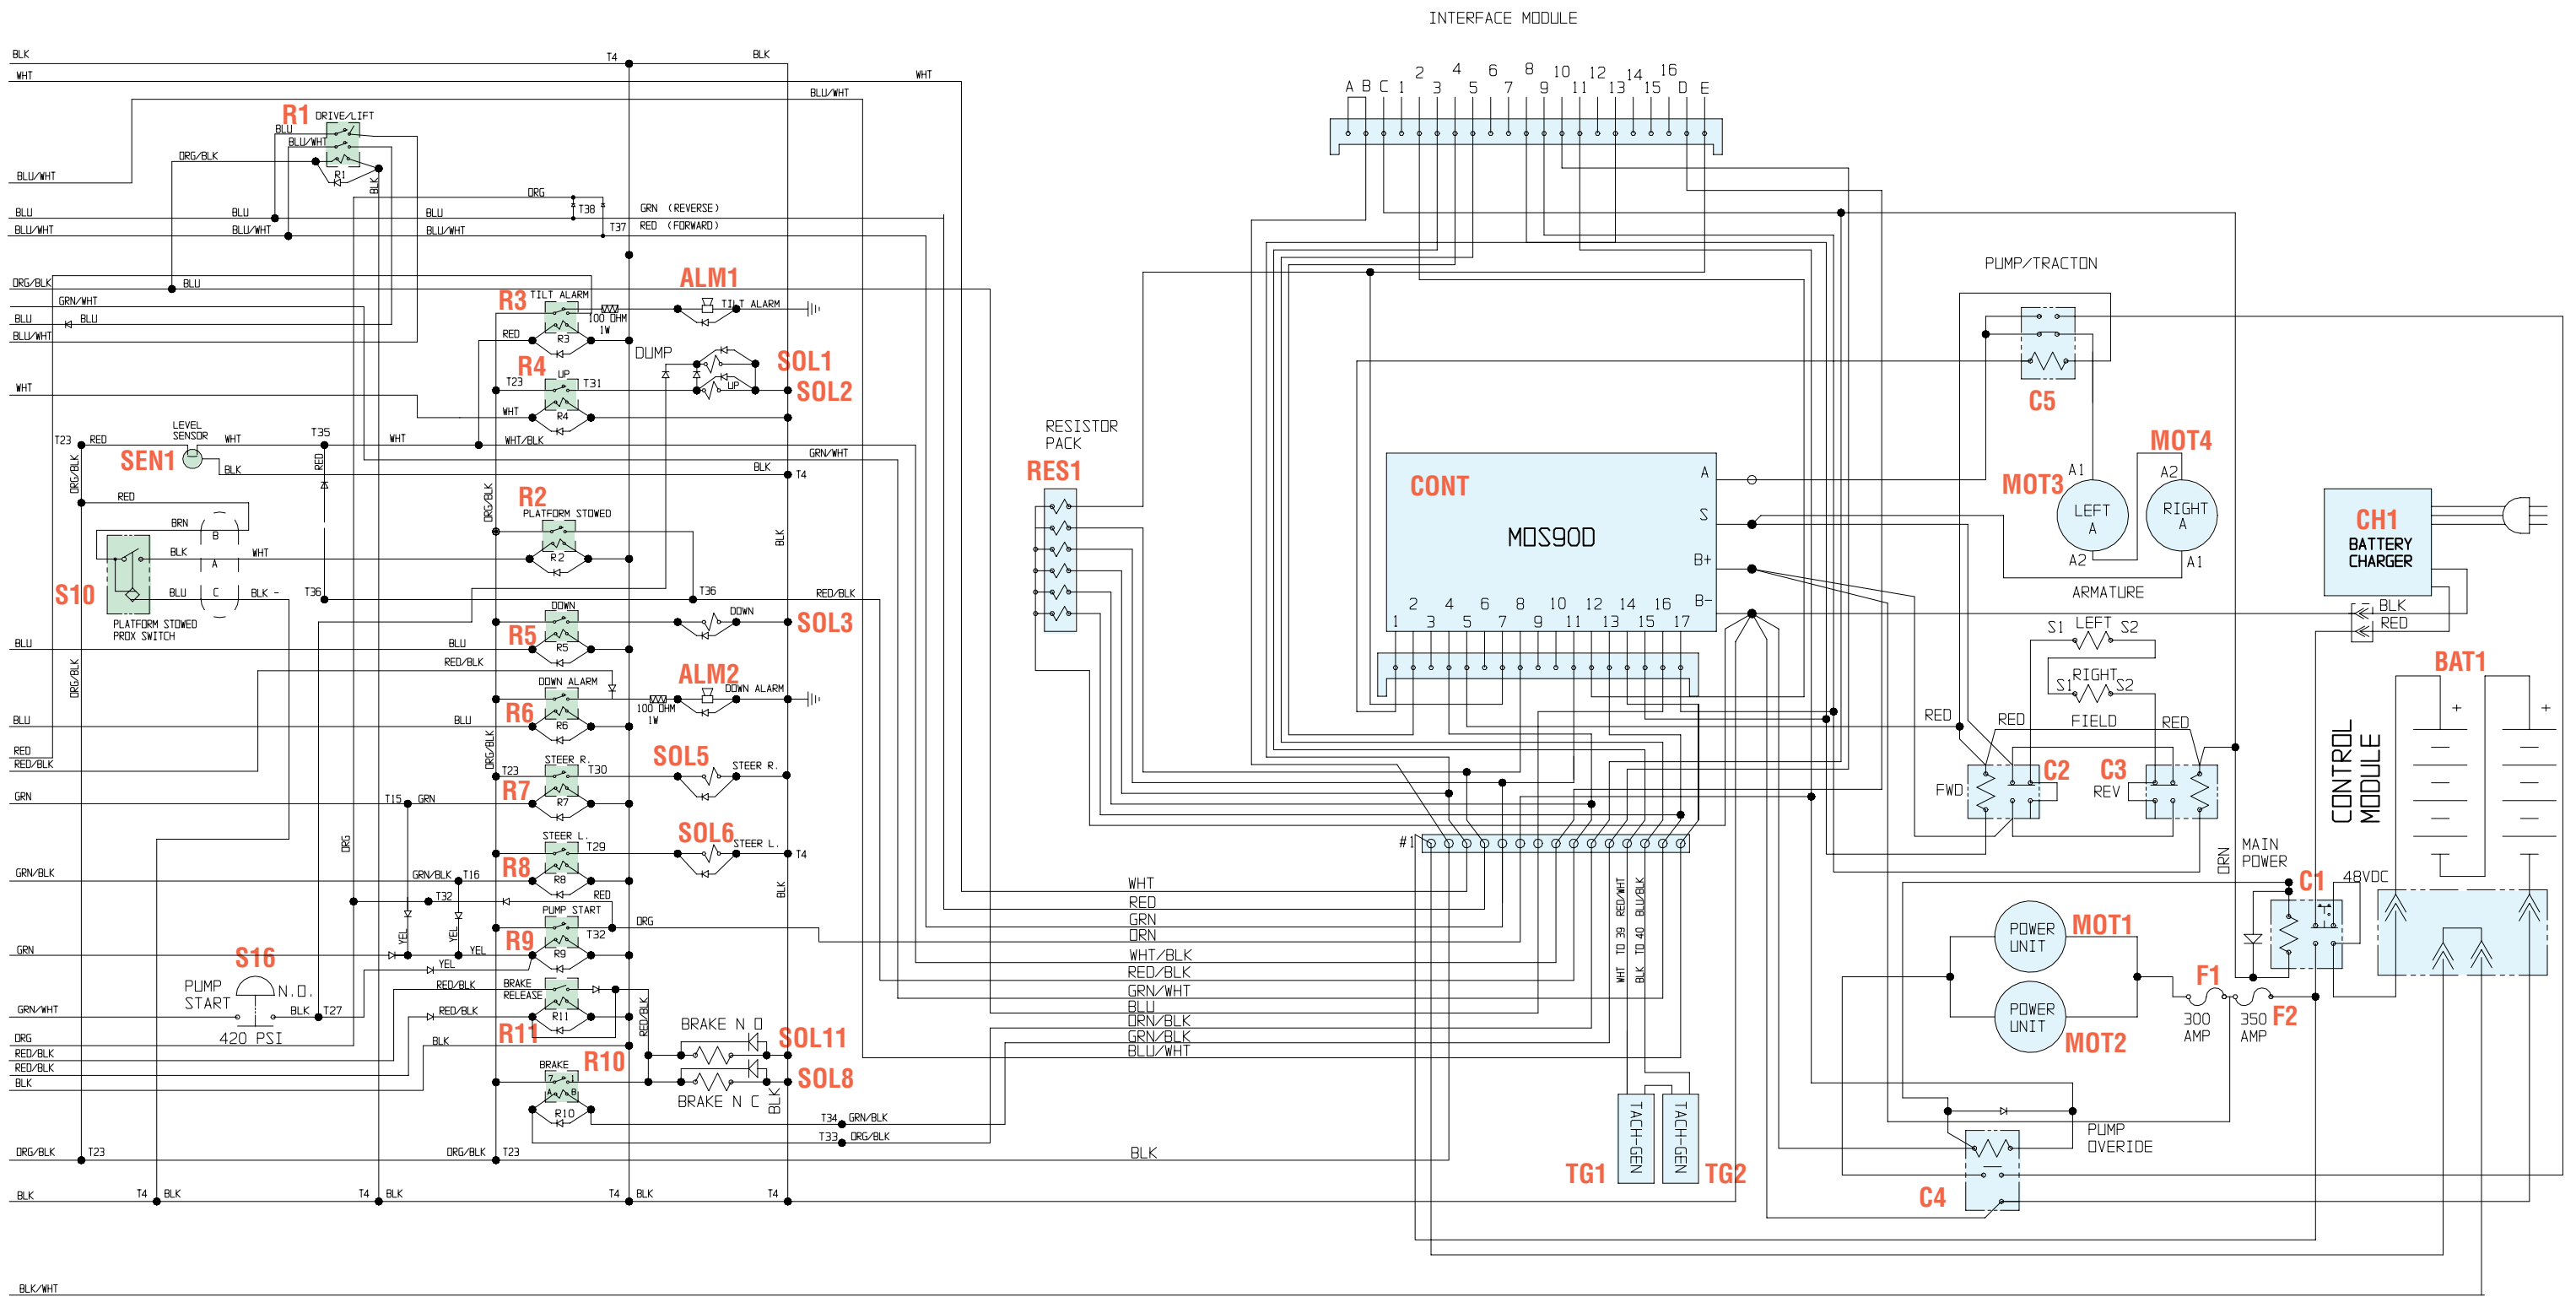 INTERFACE MODULE
BLK
T4
BLK
WHT
WHT
BLU/WHT
A B C 1 2 3 4 5 6 7 8 9 10 11 12 13 14 15 16 D E
R1
DRIVE/LIFT
BLU
BLU/WHT
ORG/BLK
R1
BLK
BLU/WHT
ORG
T38
GRN (REVERSE)
BLU
BLU
BLU
T37
RED (FORWARD)
BLU/WHT
BLU/WHT
BLU/WHT
PUMP/TRACTON
ORG/BLK
BLU
GRN/WHT
BLU
BLU
BLU/WHT
R3
TILT ALARM
ALM1
TILT ALARM
100 OHM
1W
RED
R3
DUMP
SOL1
R4
UP
T23
T31
UP
SOL2
WHT
WHT
R4
C5
T23
RED
LEVEL
SENSOR
WHT
T35
WHT
WHT/BLK
GRN/WHT
SEN1
BLK
BLK
T4
RED
ORG/BLK
RED
RESISTOR
PACK
RES1
CONT
MOS90D
A
S
B+
B-
1 2 3 4 5 6 7 8 9 10 11 12 13 14 15 16 17
MOT4
MOT3
A1
A2
LEFT
A
RIGHT
A
A2
A1
ARMATURE
CH1
BATTERY
CHARGER
BLK
RED
R2
PLATFORM STOWED
ORG/BLK
BLK
BRN
B
BLK
A
WHT
R2
S10
BLU
C
BLK -
T36
T36
RED/BLK
PLATFORM STOWED
PROX SWITCH
DOWN
DOWN
SOL3
R5
R5
BLU
BLU
RED/BLK
ORG/BLK
ALM2
DOWN ALARM
DOWN ALARM
100 OHM
1W
R6
R6
BLU
BLU
S1 LEFT S2
RIGHT
S1 S2
BAT1
+
+
RED
RED
FIELD
RED
RED
RED/BLK
ORG/BLK
SOL5
STEER R.
STEER R.
T23
T30
R7
R7
GRN
T15
GRN
FWD
C2
C3
REV
CONTROL
MODULE
ORG
STEER L.
SOL6
STEER L.
T29
T4
R8
R8
GRN/BLK
GRN/BLK
T16
BLK
#1
ORN
MAIN
POWER
C1
48VDC
T32
RED
PUMP START
ORG
T32
R9
R9
YEL
YEL
YEL
YEL
GRN
S16
PUMP
START
N.O.
420 PSI
GRN/WHT
BLK
T27
RED/BLK
BRAKE
RELEASE
RED/BLK
R11
R11
RED/BLK
WHT
RED
GRN
ORN
WHT/BLK
RED/BLK
GRN/WHT
BLU
ORN/BLK
GRN/BLK
BLU/WHT
WHT TO 39 RED/WHT
BLK TO 40 BLU/BLK
POWER
UNIT
MOT1
POWER
UNIT
MOT2
F1
300
AMP
350
AMP
F2
ORG
RED/BLK
RED/BLK
BLK
BLK
BRAKE N O
SOL11
R10
BRAKE
7 1
A B
R10
SOL8
BRAKE N C
BLK
T34
GRN/BLK
T33
ORG/BLK
TACH-GEN
TACH-GEN
TG1
TG2
PUMP
OVERIDE
C4
ORG/BLK
T23
ORG/BLK
T23
BLK
BLK
T4
BLK
T4
BLK
T4
BLK
T4
BLK/WHT